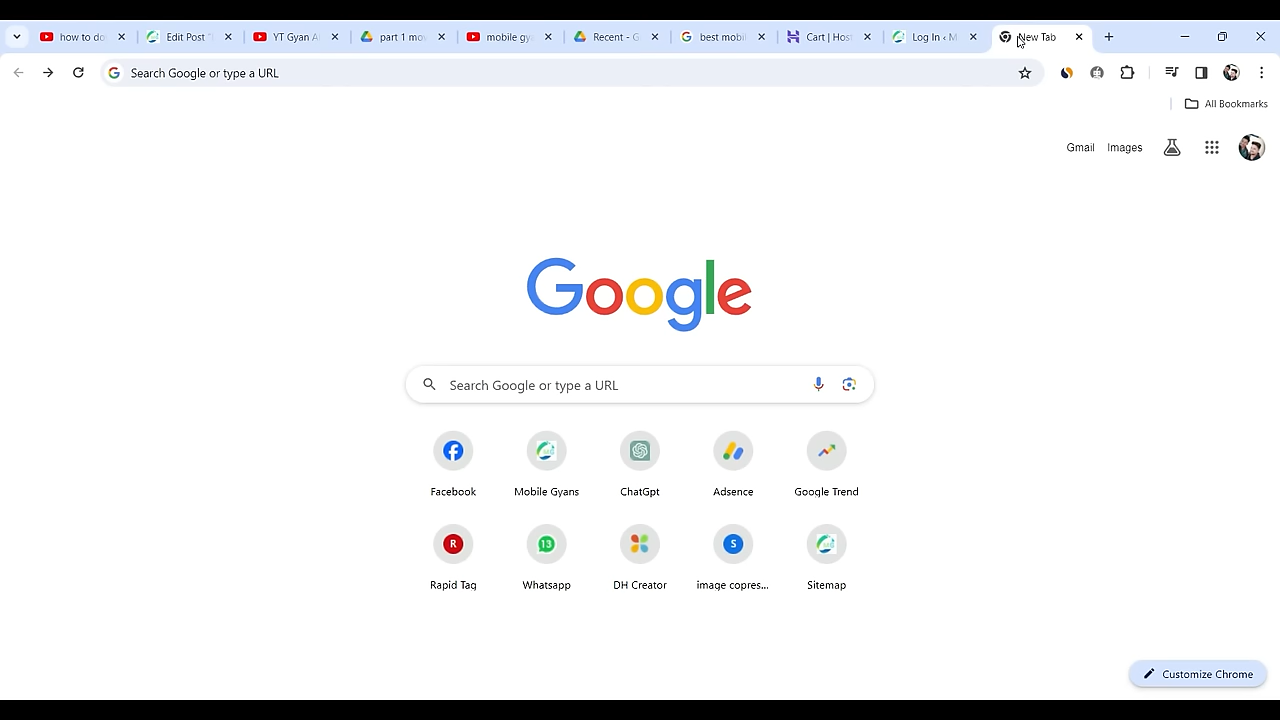 how to do
Edit Post "
YT Gyan A
part 1 mo
mobile gy
Recent - G
best mobi
Cart | Hos
Log In ‹ M
New Tab
Search Google or type a URL
All Bookmarks
Gmail Images
Google
Search Google or type a URL
Facebook Mobile Gyans ChatGpt Adsence Google Trend
R 13 S
Rapid Tag Whatsapp DH Creator image copres... Sitemap
Customize Chrome